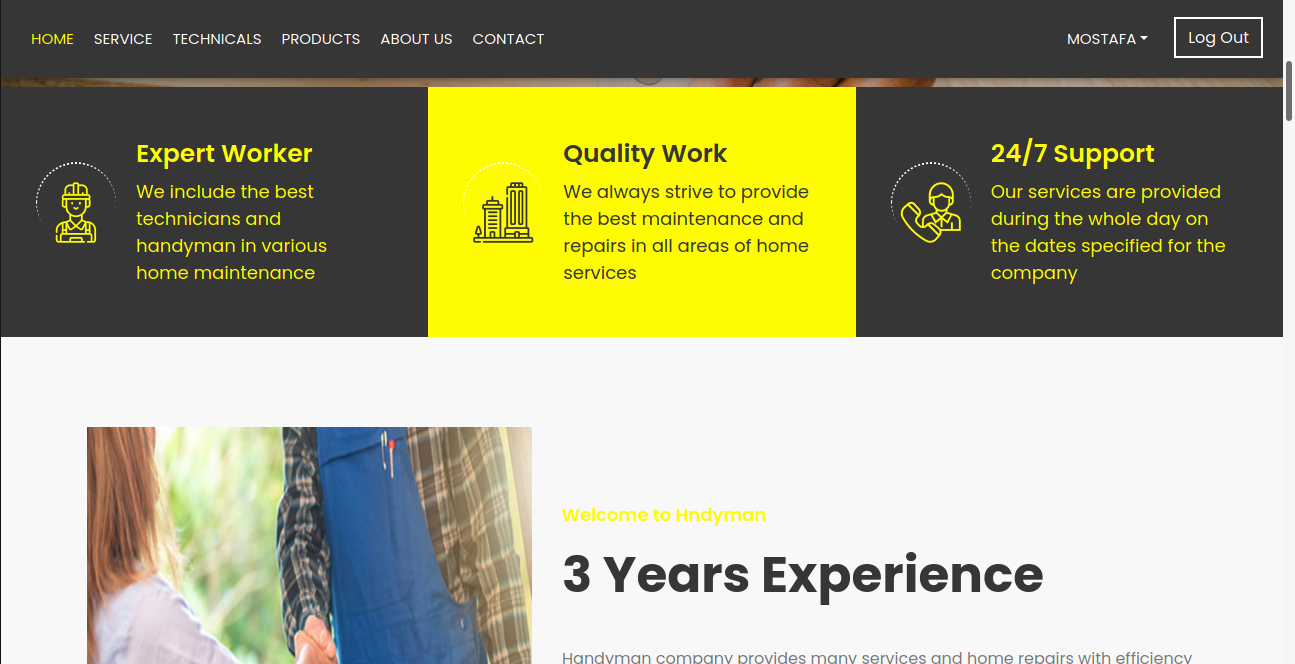 HOME SERVICE TECHNICALS PRODUCTS ABOUT US CONTACT MOSTAFA Log Out
Expert Worker
We include the best
technicians and
handyman in various
home maintenance
Quality Work
We always strive to provide
the best maintenance and
repairs in all areas of home
services
24/7 Support
Our services are provided
during the whole day on
the dates specified for the
company
Welcome to Hndyman
3 Years Experience
Handyman company provides many services and home repairs with efficiency